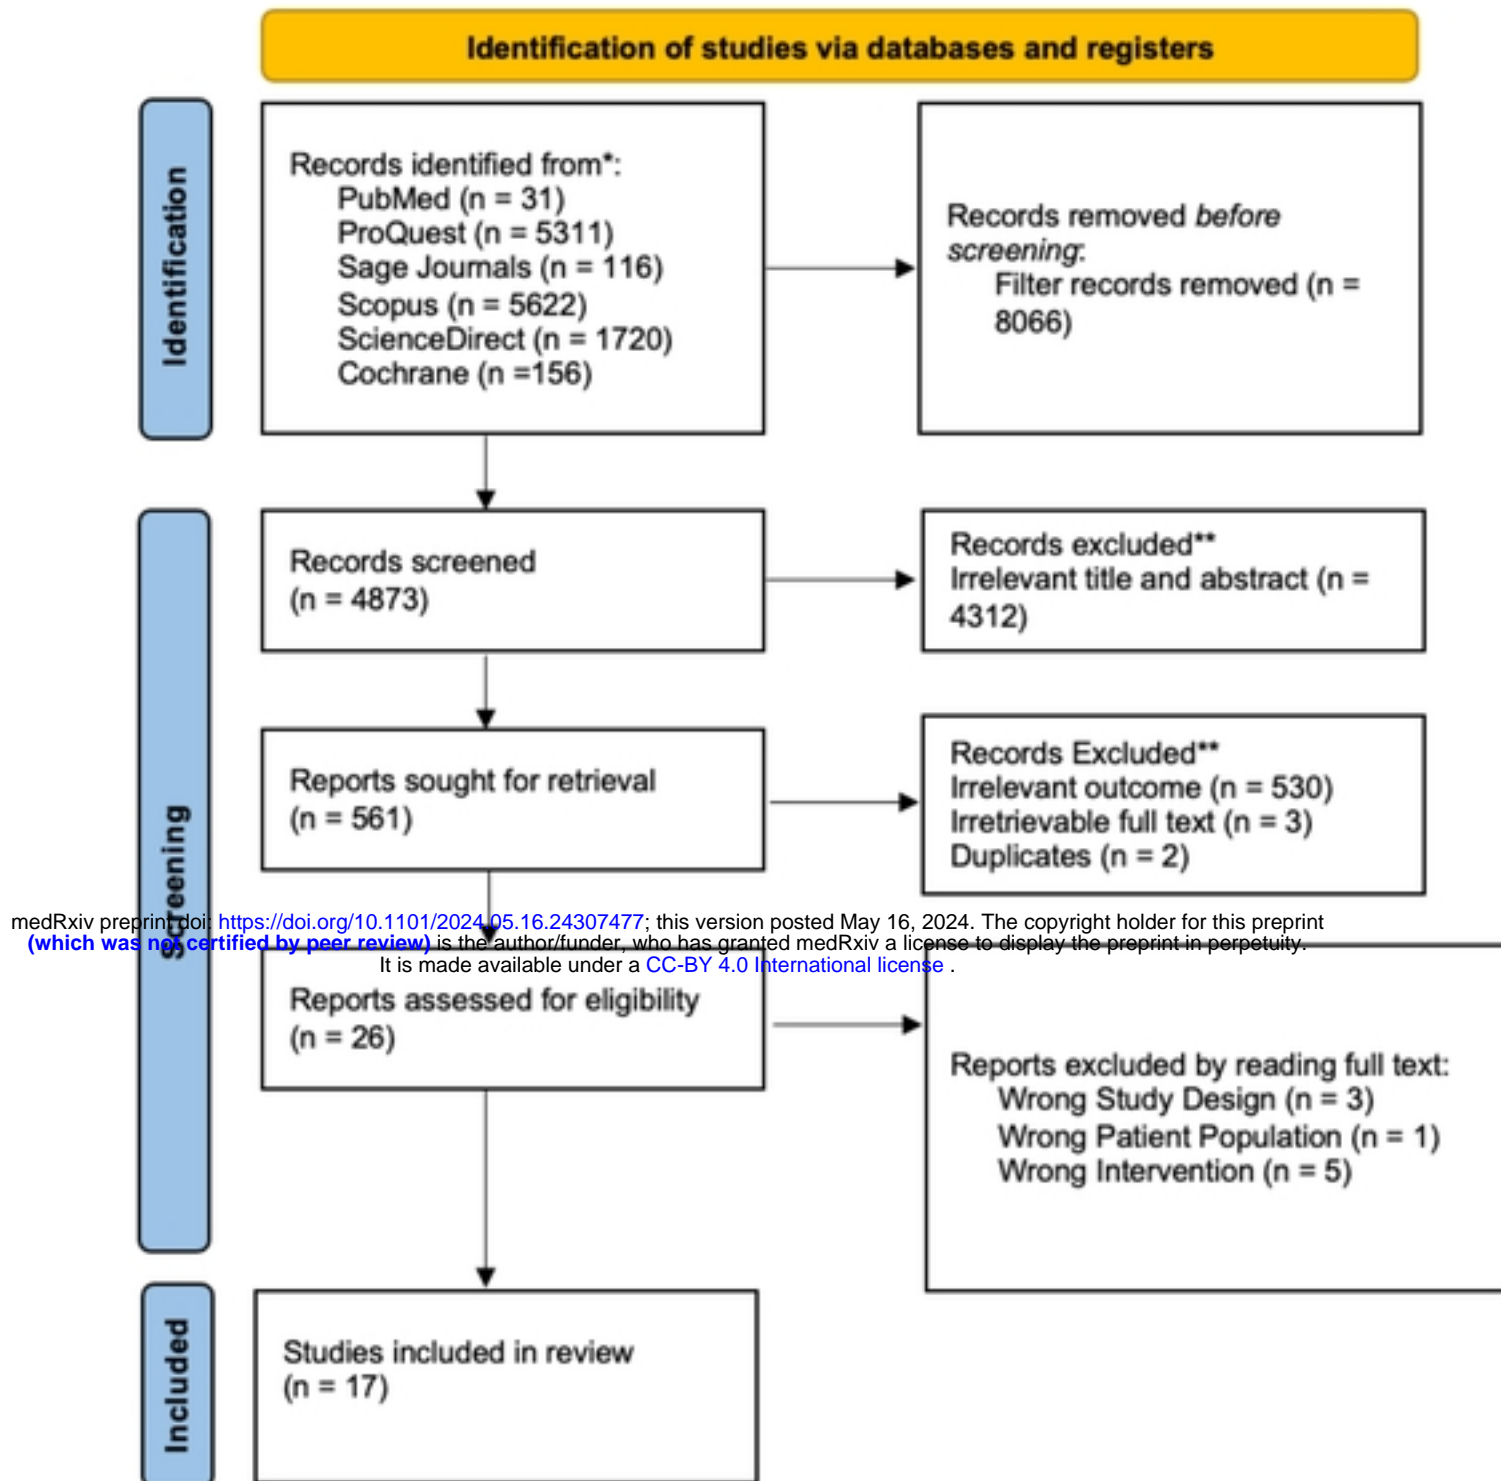 Identification of studies via databases and registers
Identification
Records identified from*:
PubMed (n = 31)
ProQuest (n = 5311)
Sage Journals (n = 116)
Scopus (n = 5622)
ScienceDirect (n = 1720)
Cochrane (n =156)
Records removed before
screening:
Filter records removed (n =
8066)
Screening
Records screened
(n = 4873)
Records excluded**
Irrelevant title and abstract (n =
4312)
Reports sought for retrieval
(n = 561)
Records Excluded**
Irrelevant outcome (n = 530)
Irretrievable full text (n = 3)
Duplicates (n = 2)
medRxiv preprint doi: https://doi.org/10.1101/2024.05.16.24307477; this version posted May 16, 2024. The copyright holder for this preprint
(which was not certified by peer review) is the author/funder, who has granted medRxiv a license to display the preprint in perpetuity.
It is made available under a CC-BY 4.0 International license .
Reports assessed for eligibility
(n = 26)
Reports excluded by reading full text:
Wrong Study Design (n = 3)
Wrong Patient Population (n = 1)
Wrong Intervention (n = 5)
Included
Studies included in review
(n = 17)